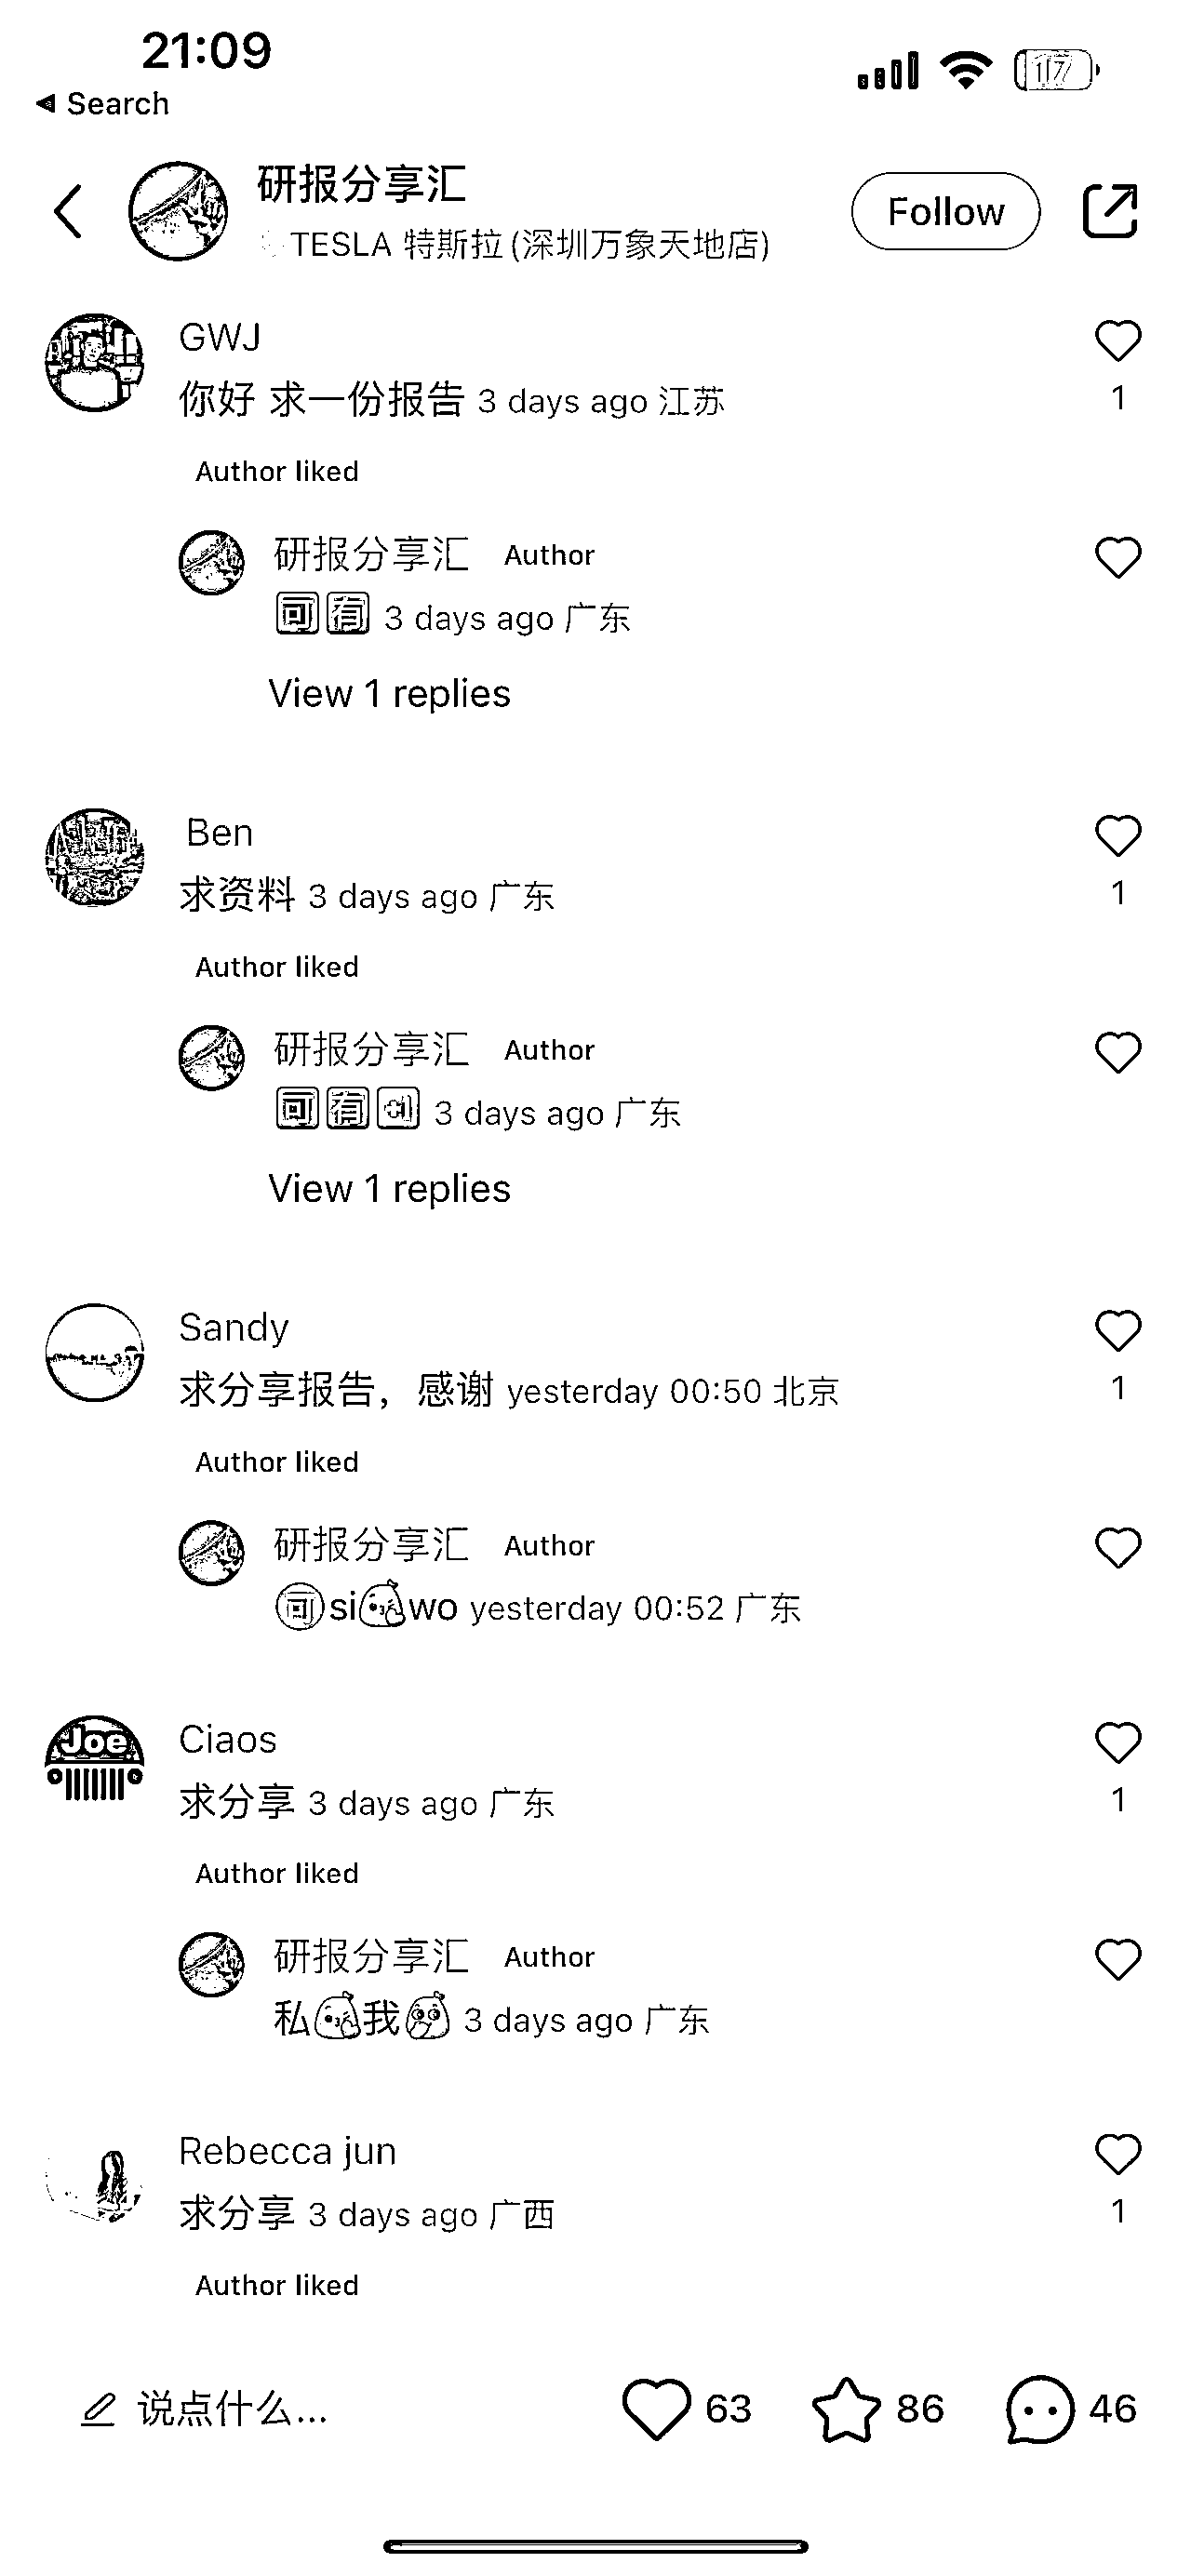 21:09
Search
17
研报分享汇
TESLA 特斯拉(深圳万象天地店)
Follow
GWJ
你好 求一份报告 3 days ago 江苏
1
Author liked
研报分享汇 Author
可有 3 days ago 广东
View 1 replies
Ben
求资料 3 days ago 广东
1
Author liked
研报分享汇 Author
可有 3 days ago 广东
View 1 replies
Sandy
求分享报告，感谢 yesterday 00:50 北京
1
Author liked
研报分享汇 Author
可si wo yesterday 00:52 广东
Joe
Ciaos
求分享 3 days ago 广东
1
Author liked
研报分享汇 Author
私 我 3 days ago 广东
Rebecca jun
求分享 3 days ago 广西
1
Author liked
说点什么...
63
86
46